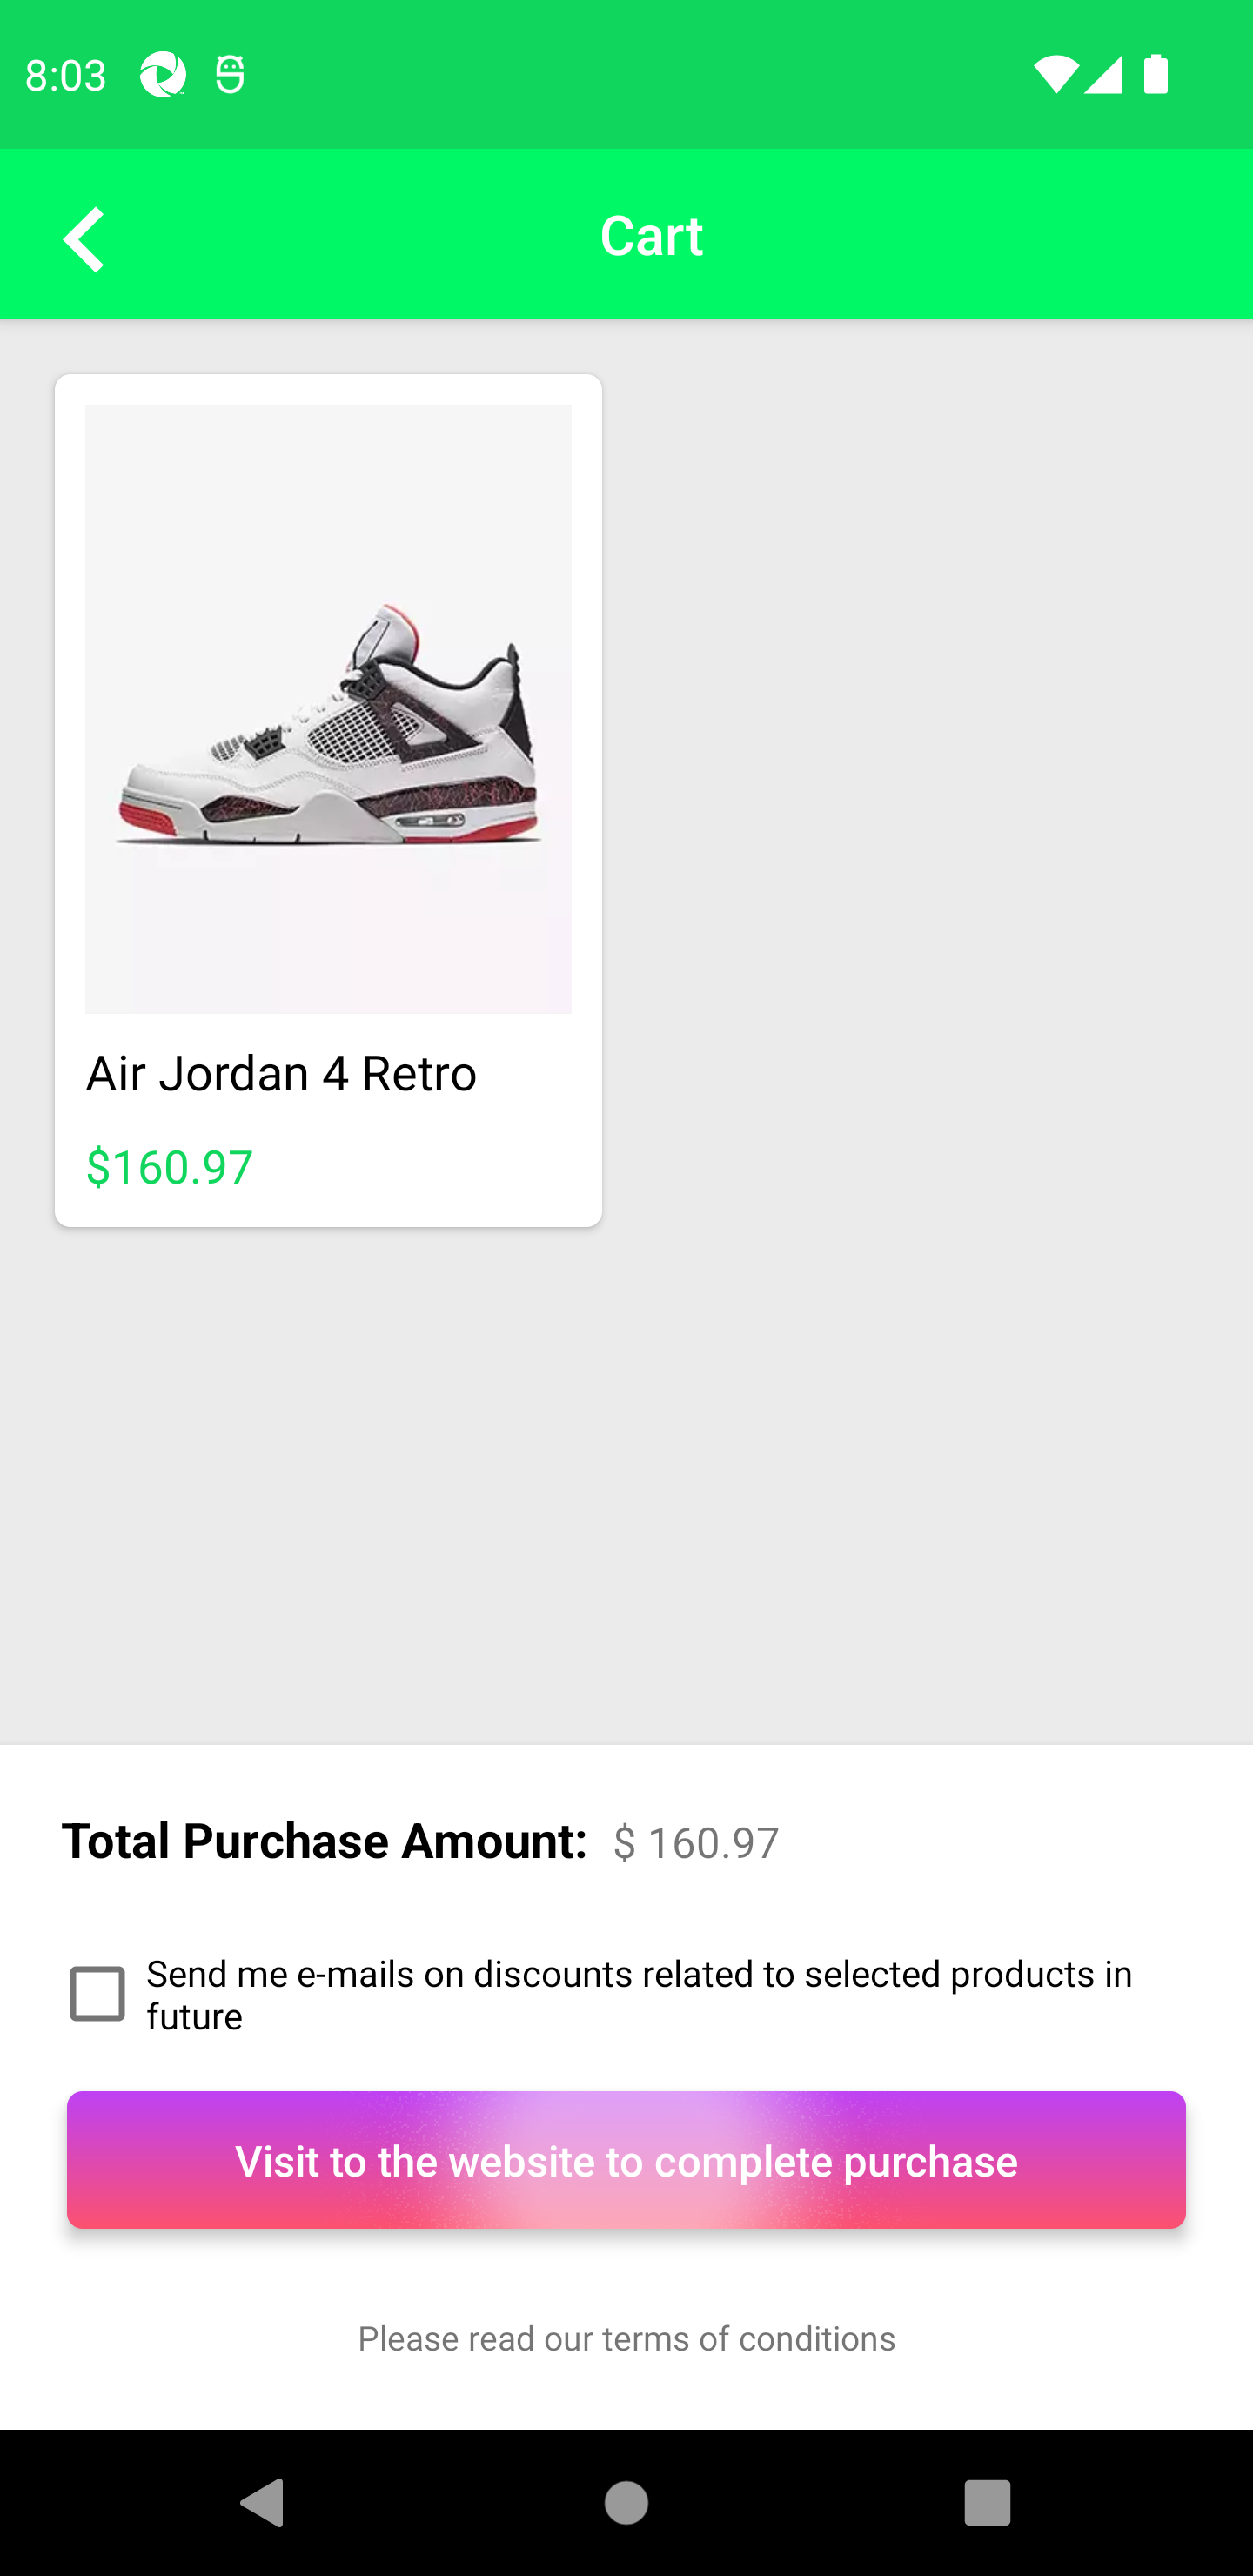 8:03
Cart
Air Jordan 4 Retro
$160.97
Total Purchase Amount: $ 160.97
Send me e-mails on discounts related to selected products in
future
Visit to the website to complete purchase
Please read our terms of conditions